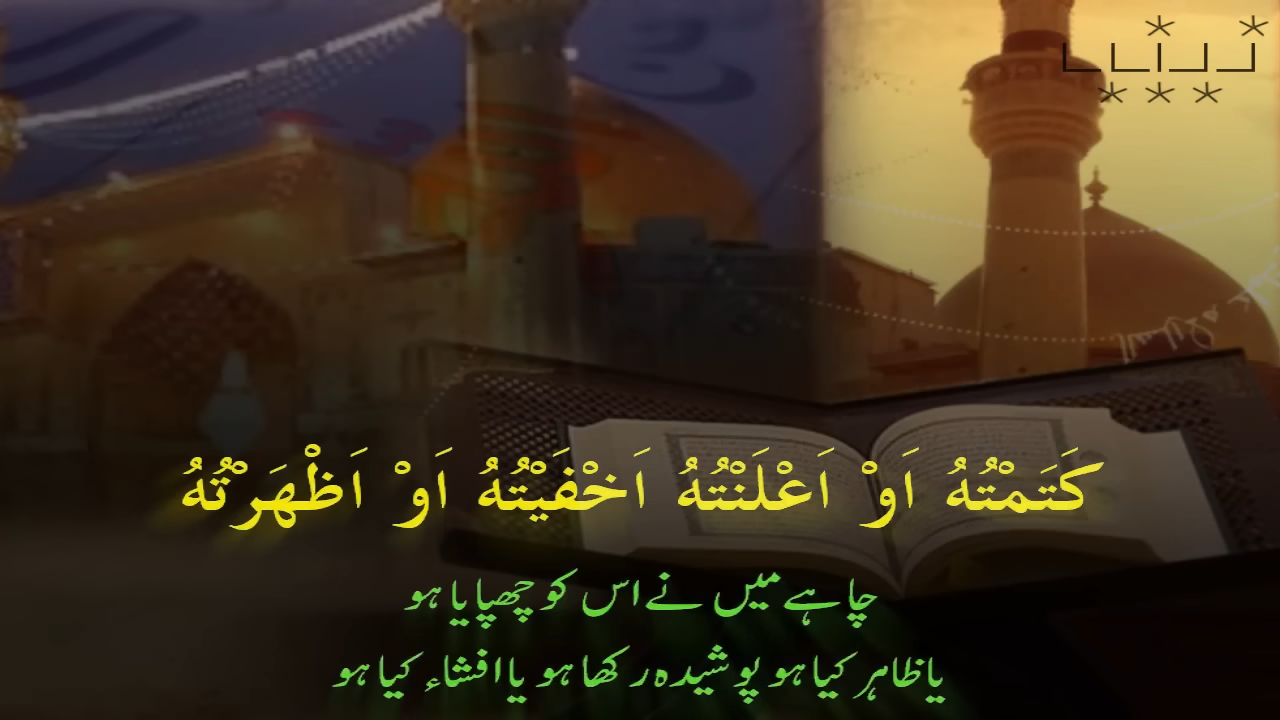 كَتَمْتُهُ اَوْ اَعْلَنْتُهُ اَخْفَيْتُهُ اَوْ اَظْهَرْتُهُ
چاہے میں نے اس کو چھپایا ہو
یا ظاہر کیا ہو پوشیدہ رکھا ہو یا افشاء کیا ہو